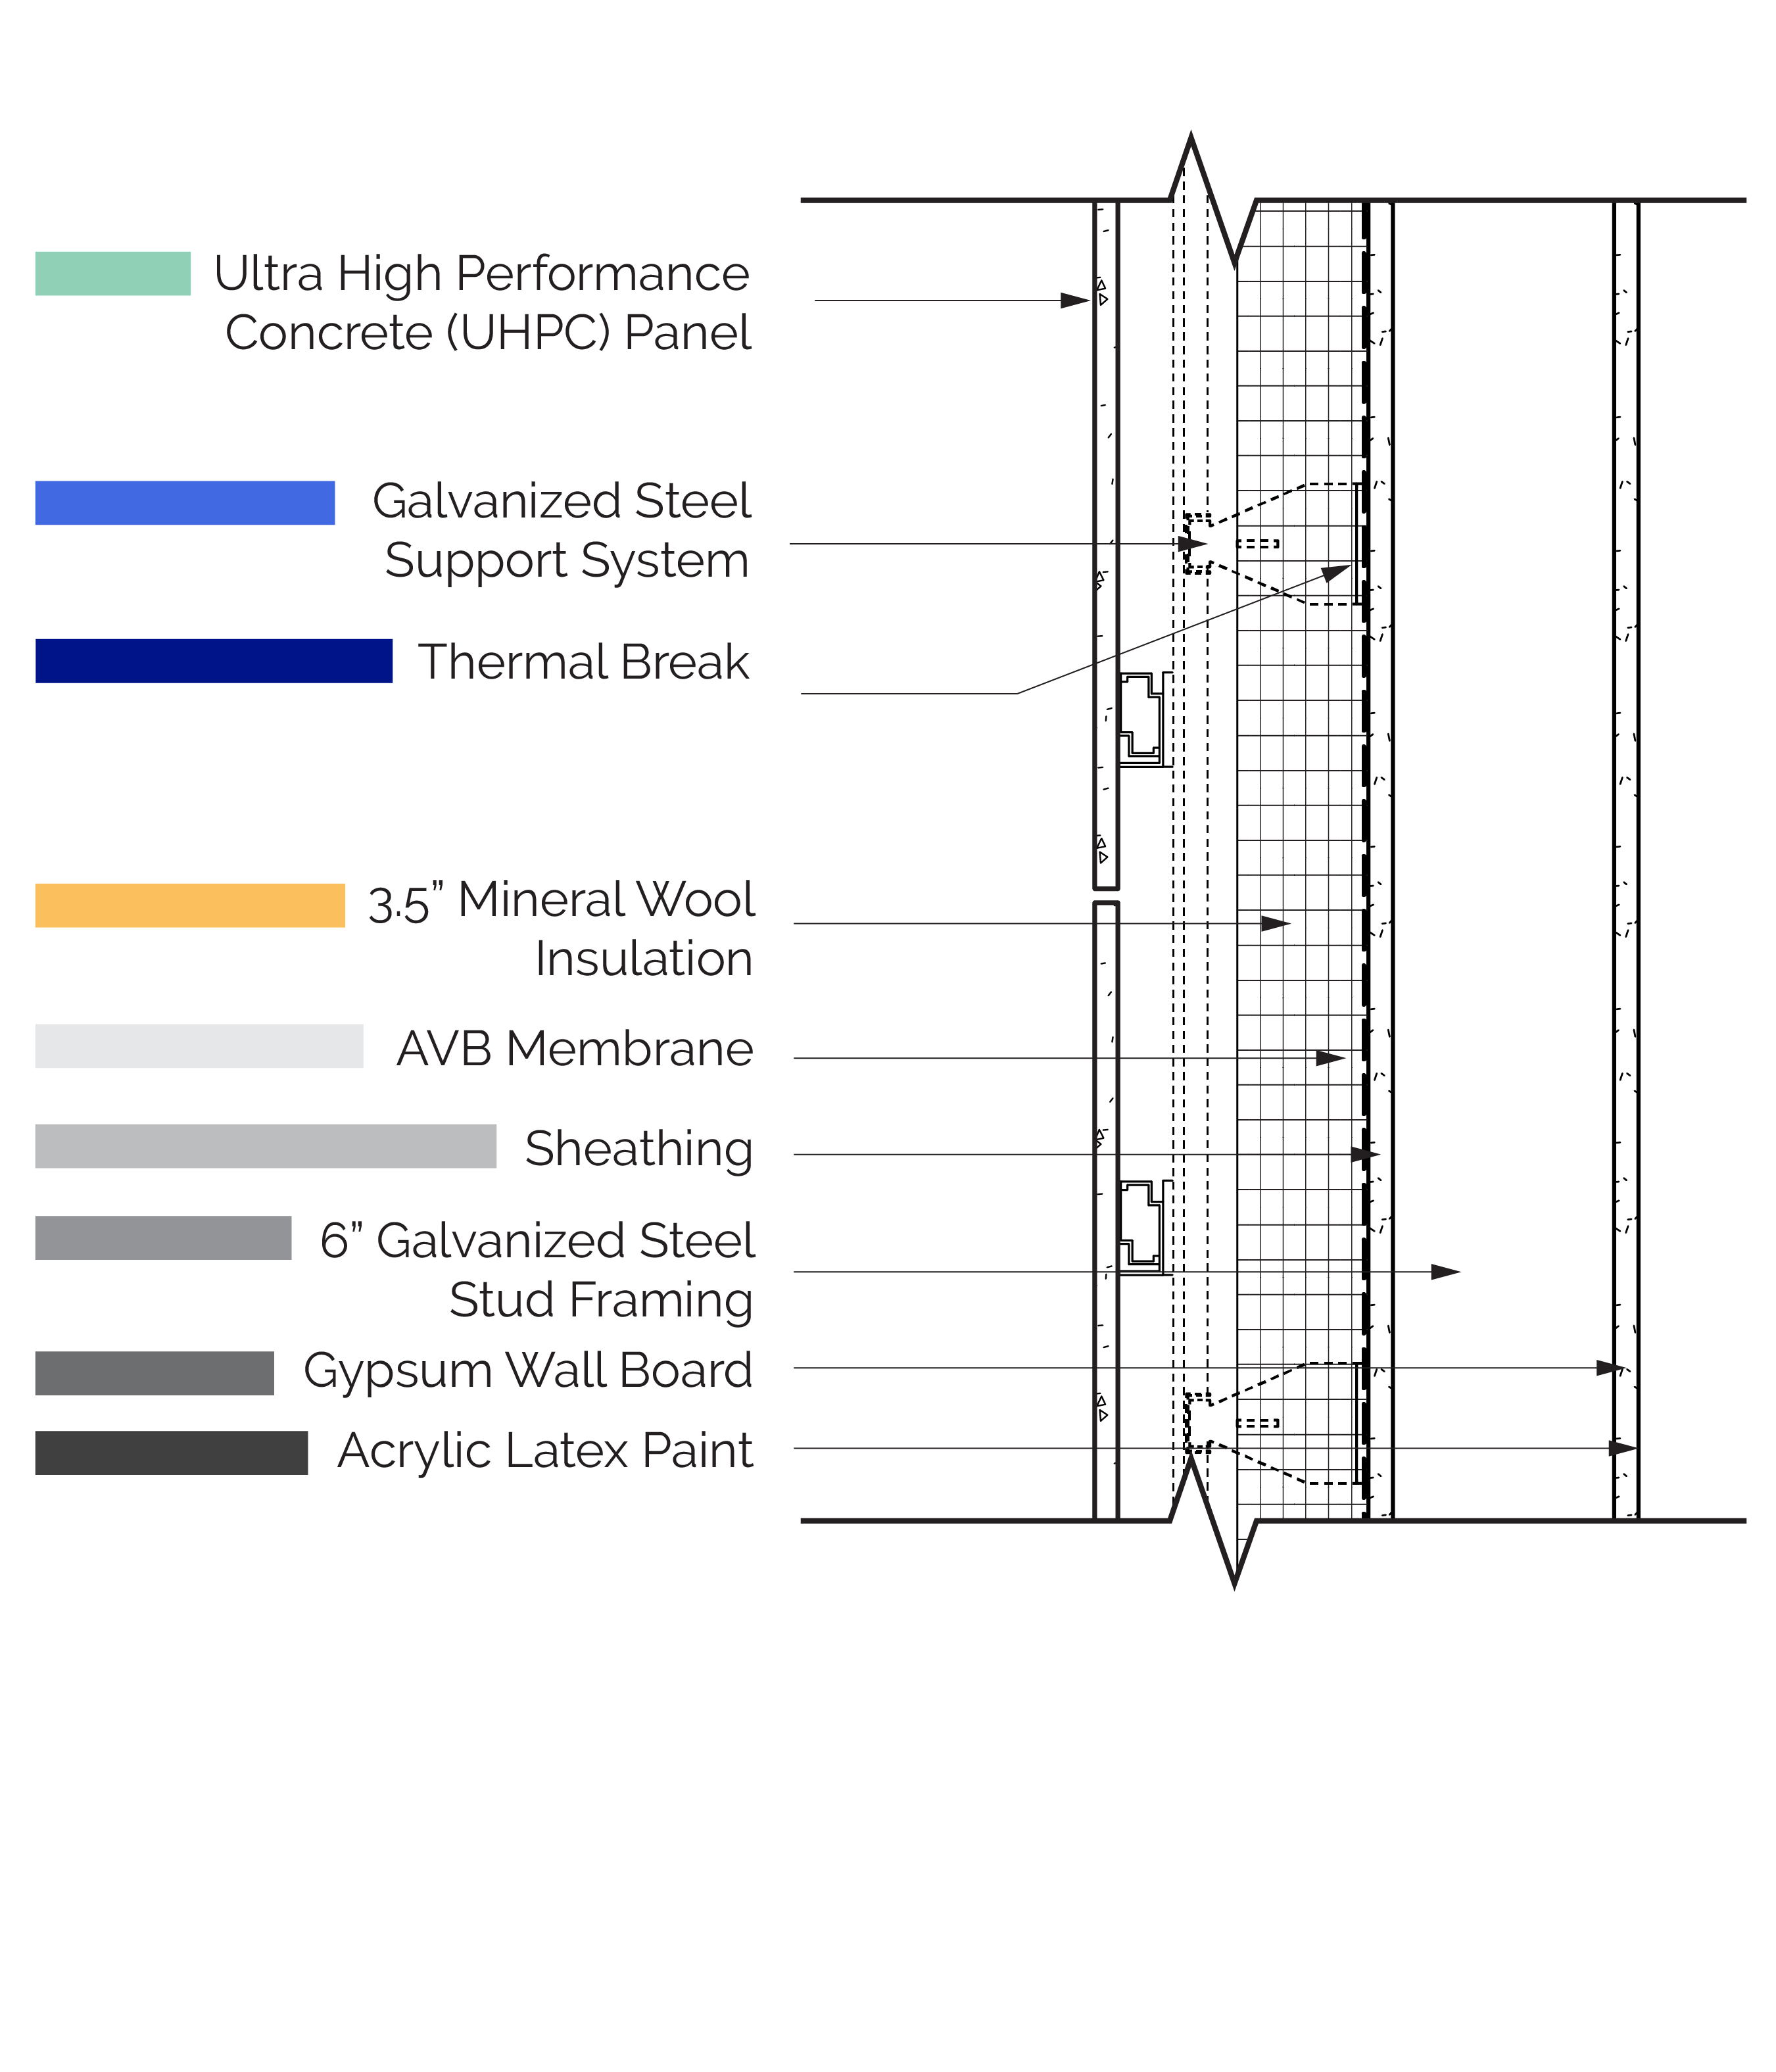 Ultra High Performance
Concrete (UHPC) Panel
Galvanized Steel
Support System
Thermal Break
3.5” Mineral Wool
Insulation
AVB Membrane
Sheathing
6” Galvanized Steel
Stud Framing
Gypsum Wall Board
Acrylic Latex Paint